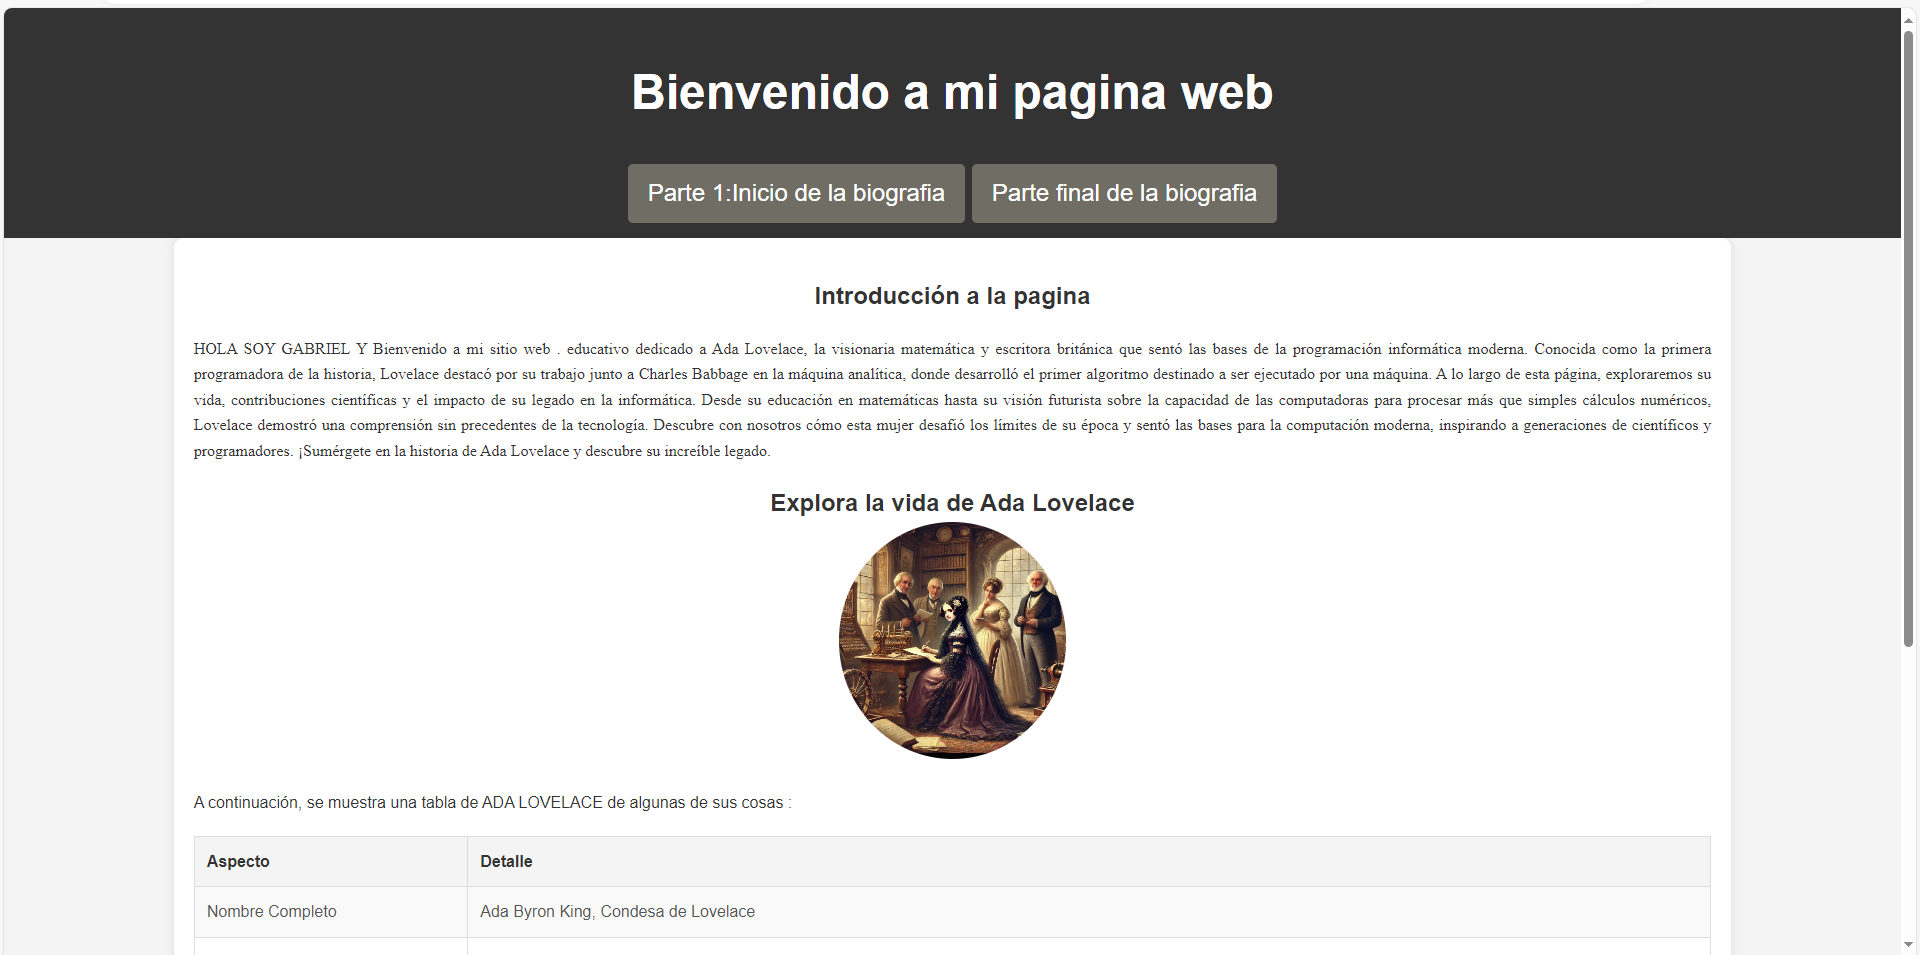 Bienvenido a mi pagina web
Parte 1:Inicio de la biografia
Parte final de la biografia
Introducción a la pagina
HOLA SOY GABRIEL Y Bienvenido a mi sitio web . educativo dedicado a Ada Lovelace, la visionaria matemática y escritora británica que sentó las bases de la programación informática moderna. Conocida como la primera
programadora de la historia, Lovelace destacó por su trabajo junto a Charles Babbage en la máquina analítica, donde desarrolló el primer algoritmo destinado a ser ejecutado por una máquina. A lo largo de esta página, exploraremos su
vida, contribuciones científicas y el impacto de su legado en la informática. Desde su educación en matemáticas hasta su visión futurista sobre la capacidad de las computadoras para procesar más que simples cálculos numéricos,
Lovelace demostró una comprensión sin precedentes de la tecnología. Descubre con nosotros cómo esta mujer desafió los límites de su época y sentó las bases para la computación moderna, inspirando a generaciones de científicos y
programadores. ¡Sumérgete en la historia de Ada Lovelace y descubre su increíble legado.
Explora la vida de Ada Lovelace
A continuación, se muestra una tabla de ADA LOVELACE de algunas de sus cosas :
Aspecto Detalle
Nombre Completo Ada Byron King, Condesa de Lovelace